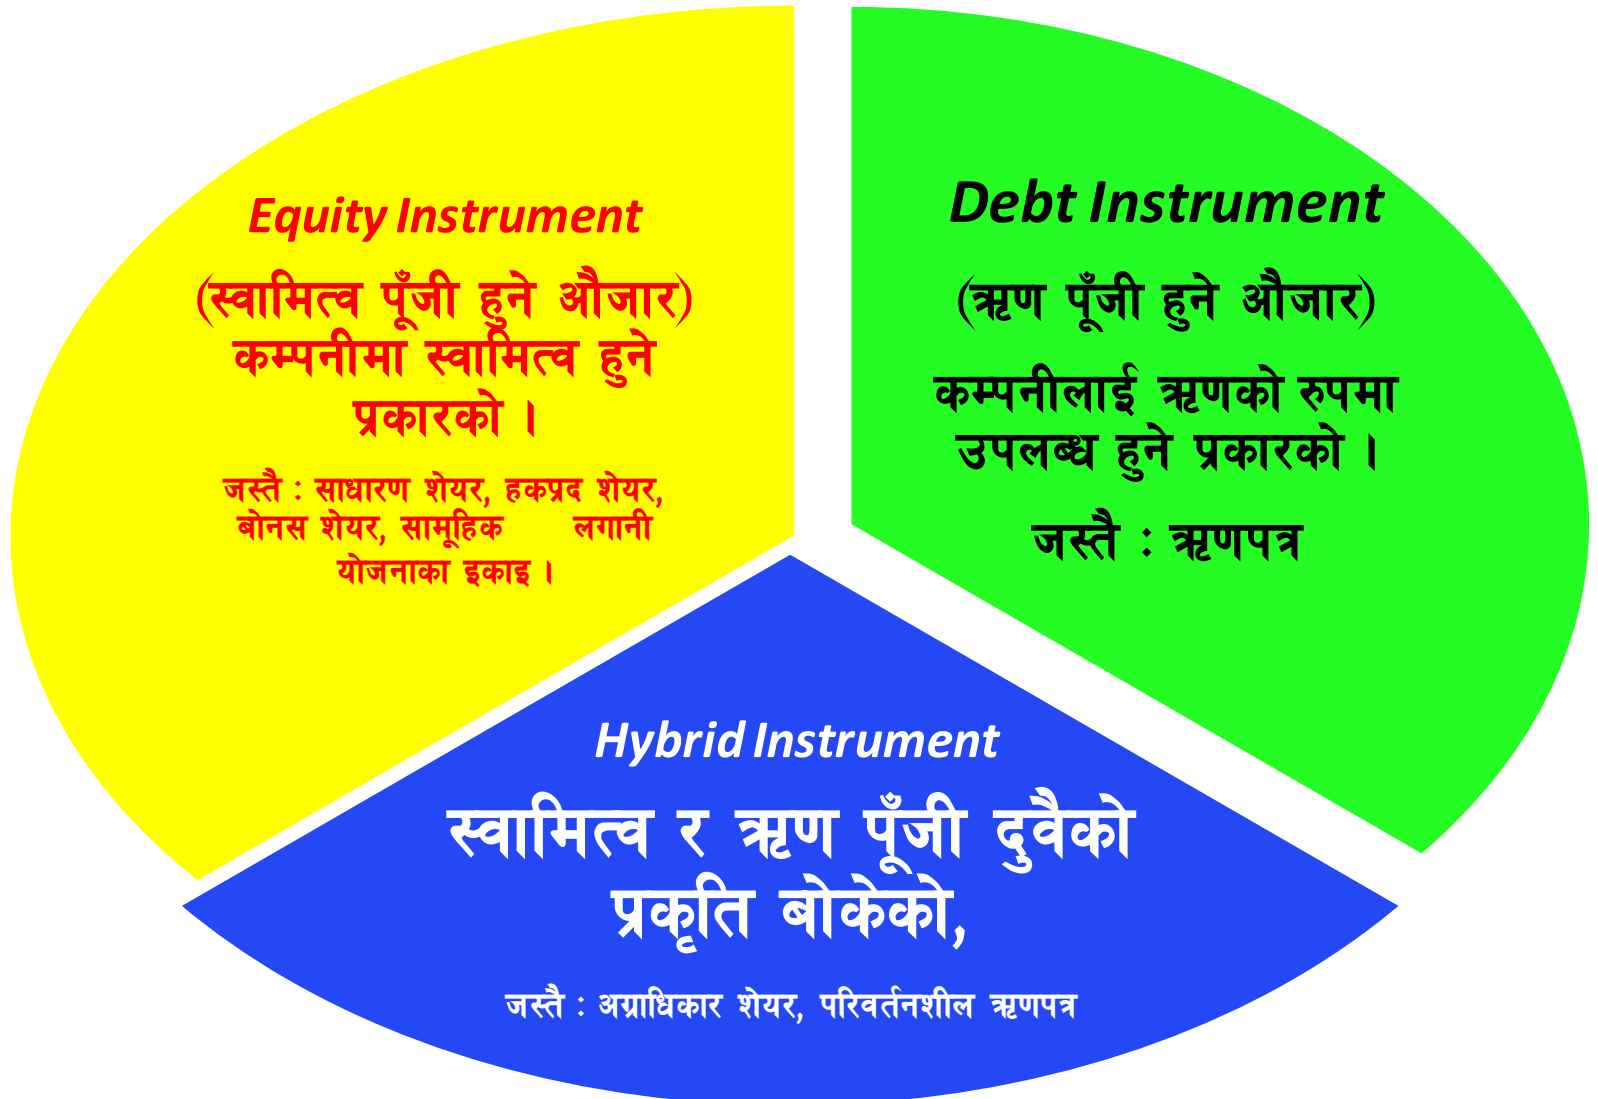 Equity Instrument
(स्वामित्व पूँजी हुने औजार)
कम्पनीमा स्वामित्व हुने
प्रकारको ।
जस्तै : साधारण शेयर, हकप्रद शेयर,
बोनस शेयर, सामूहिक लगानी
योजनाका इकाइ ।
Debt Instrument
(ऋण पूँजी हुने औजार)
कम्पनीलाई ऋणको रुपमा
उपलब्ध हुने प्रकारको ।
जस्तै : ऋणपत्र
Hybrid Instrument
स्वामित्व र ऋण पूँजी दुवैको
प्रकृति बोकेको,
जस्तै : अग्राधिकार शेयर, परिवर्तनशील ऋणपत्र